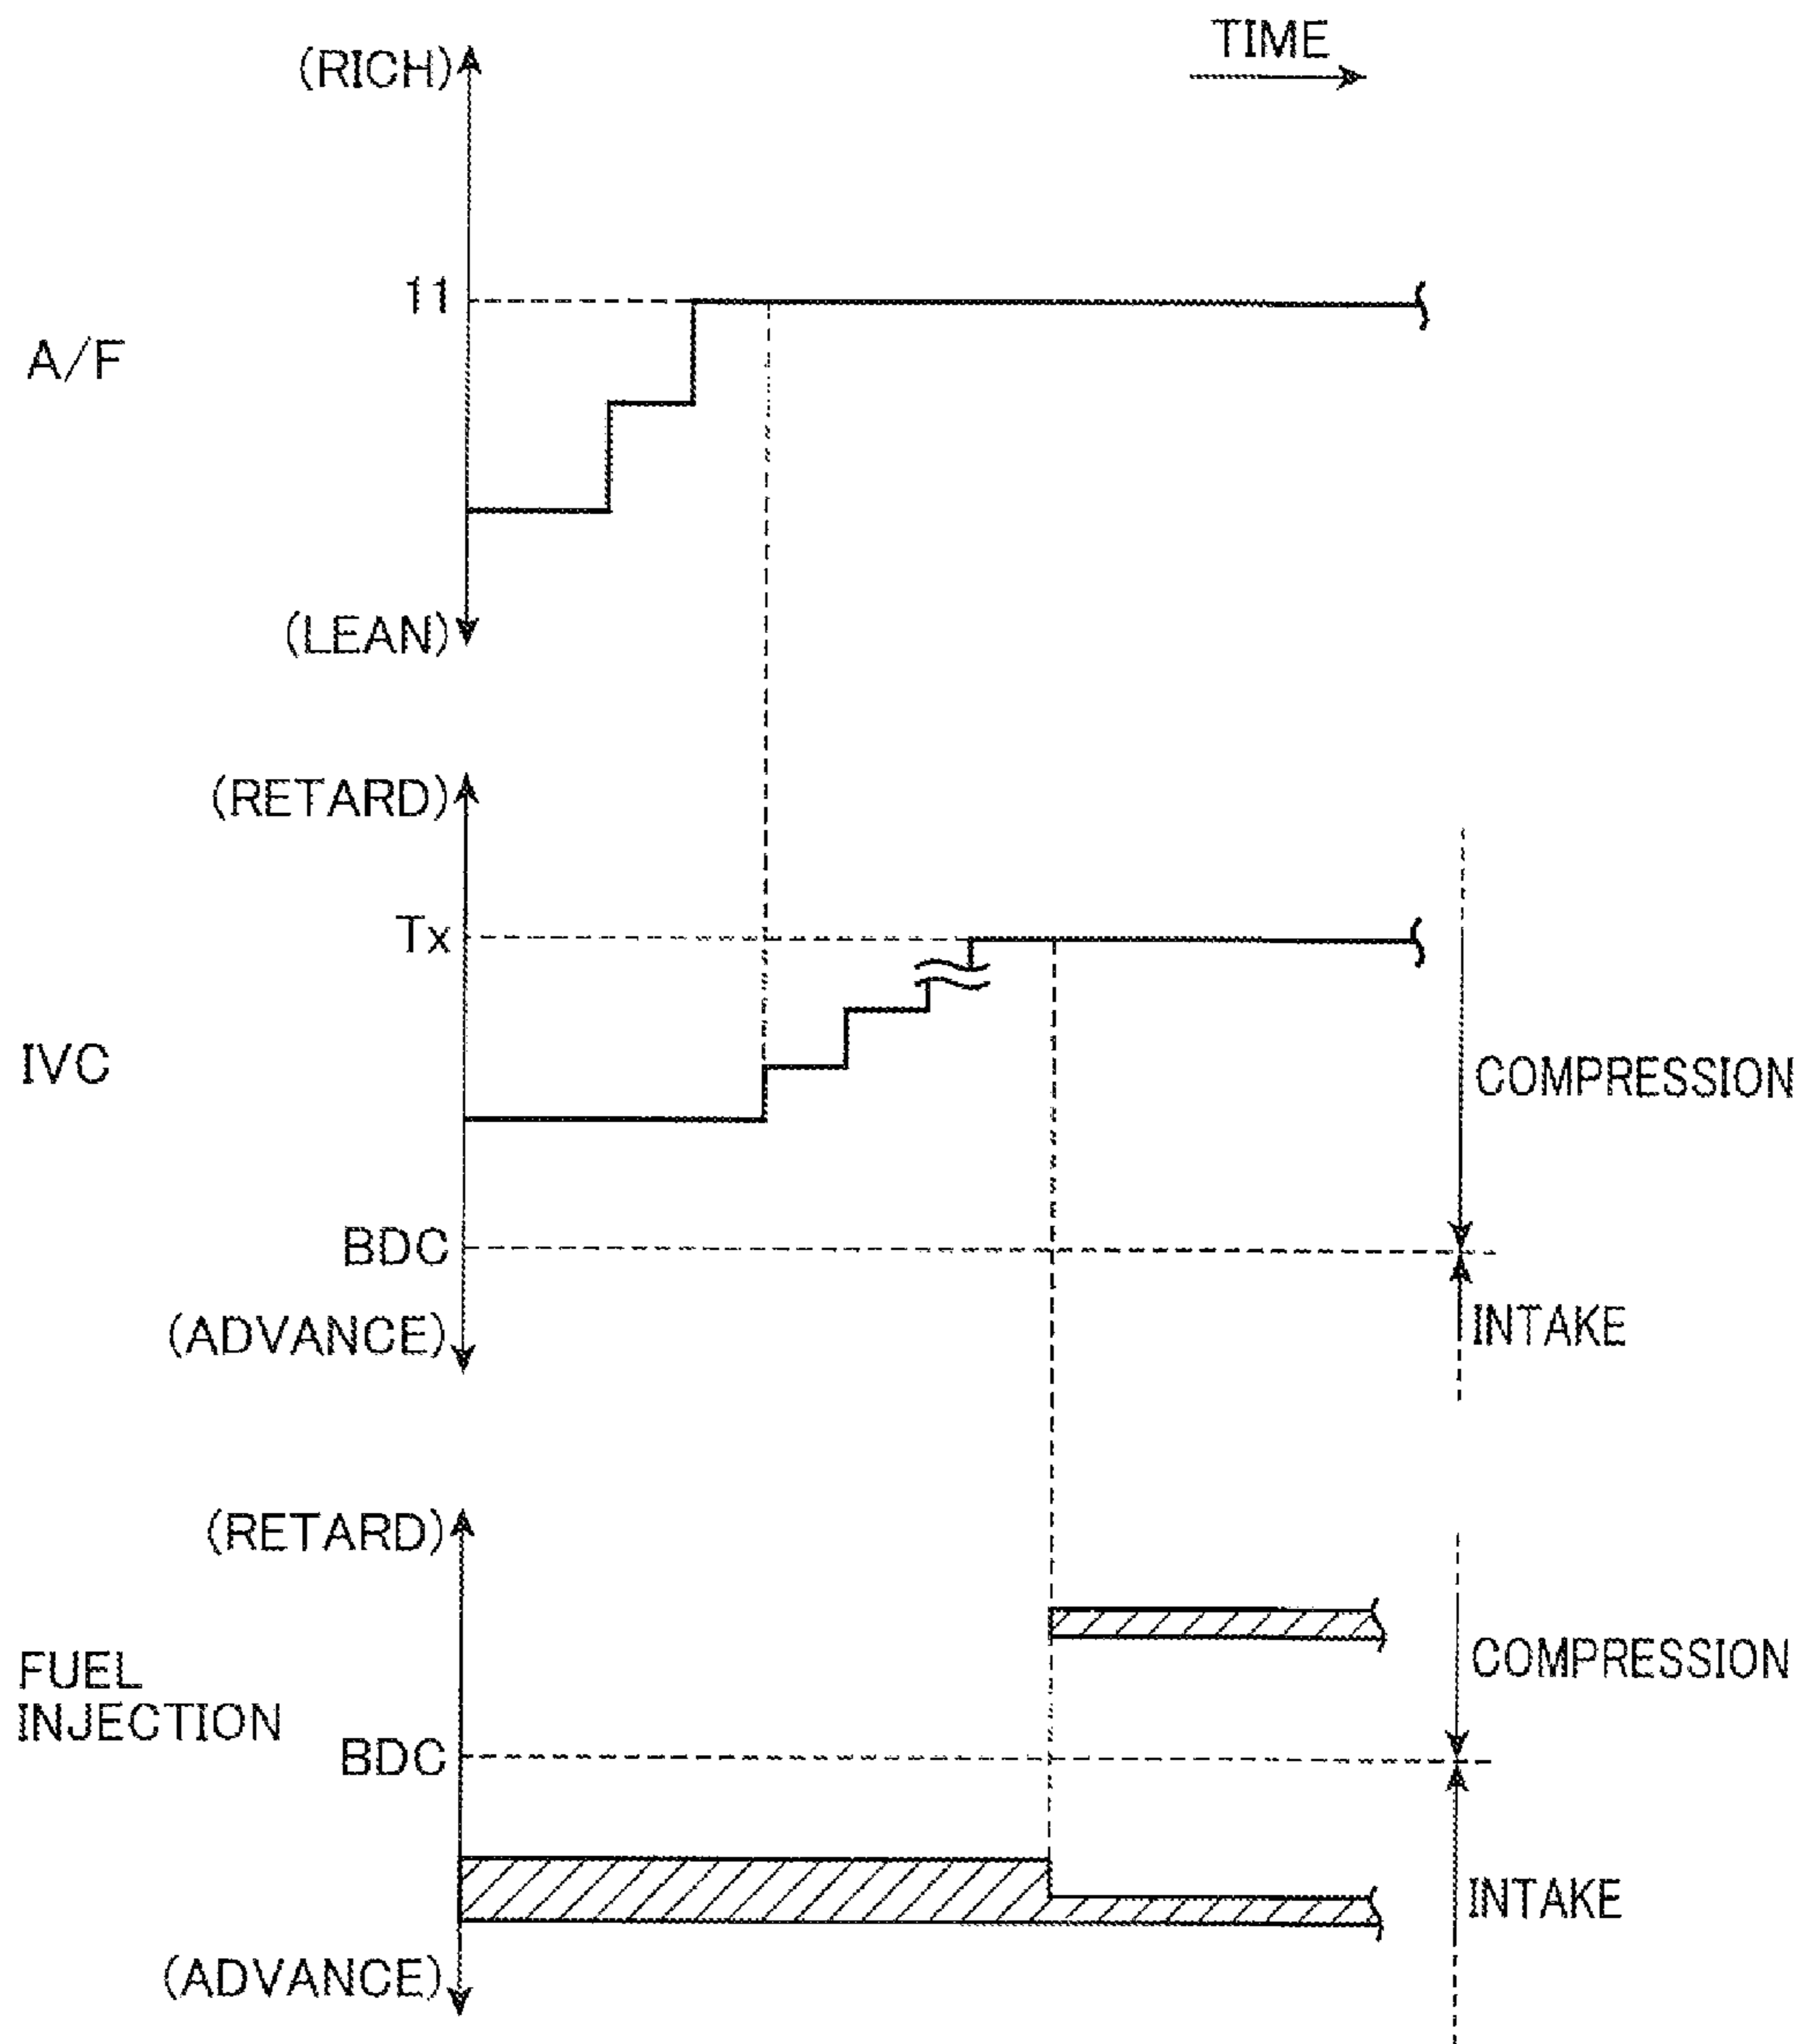 TIME
(RICH)
11
A/F
(LEAN)
(RETARD)
Tx
IVC
COMPRESSION
BDC
INTAKE
(ADVANCE)
(RETARD)
FUEL
INJECTION
COMPRESSION
BDC
INTAKE
(ADVANCE)